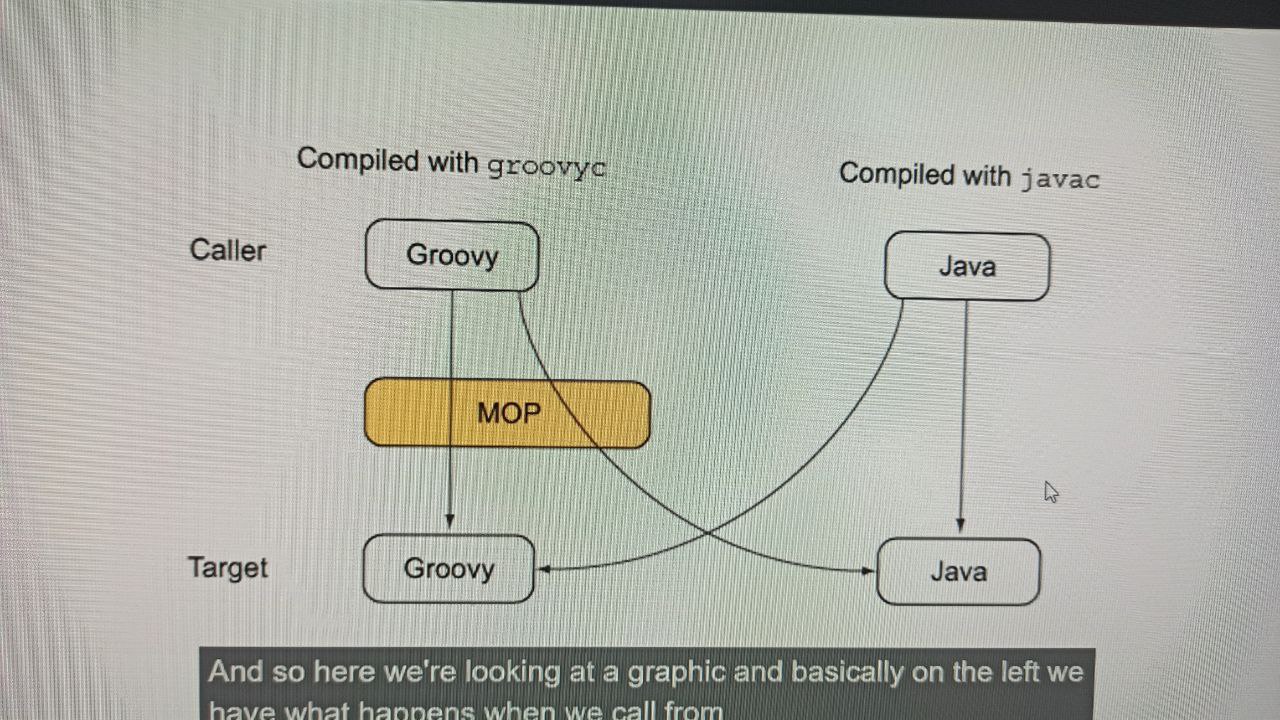 Compiled with groovyc
Compiled with javac
Caller
Groovy
Java
MOP
Target
Groovy
Java
And so here we're looking at a graphic and basically on the left we
have what happens when we call from